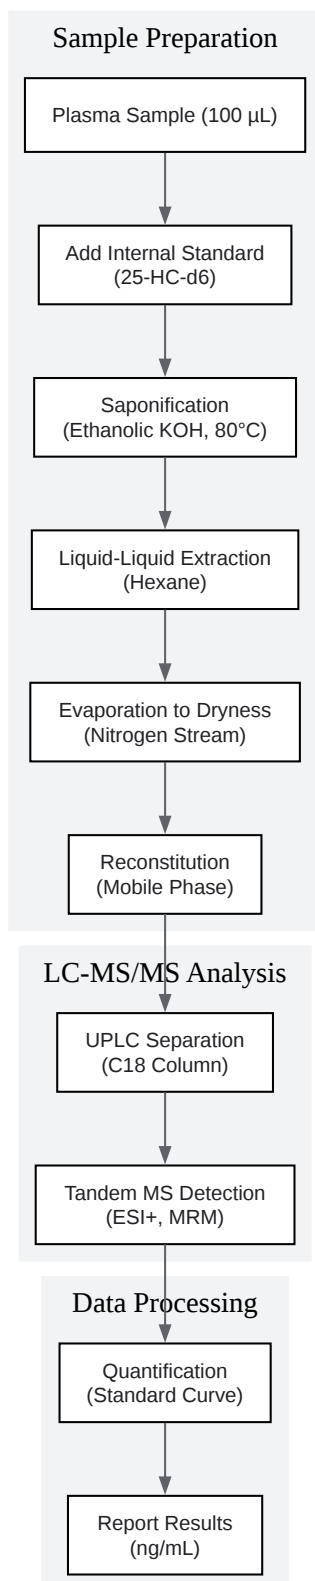 Sample Preparation
Plasma Sample (100 µL)
Add Internal Standard
(25-HC-d6)
Saponification
(Ethanolic KOH, 80°C)
Liquid-Liquid Extraction
(Hexane)
Evaporation to Dryness
(Nitrogen Stream)
Reconstitution
(Mobile Phase)
LC-MS/MS Analysis
UPLC Separation
(C18 Column)
Tandem MS Detection
(ESI+, MRM)
Data Processing
Quantification
(Standard Curve)
Report Results
(ng/mL)